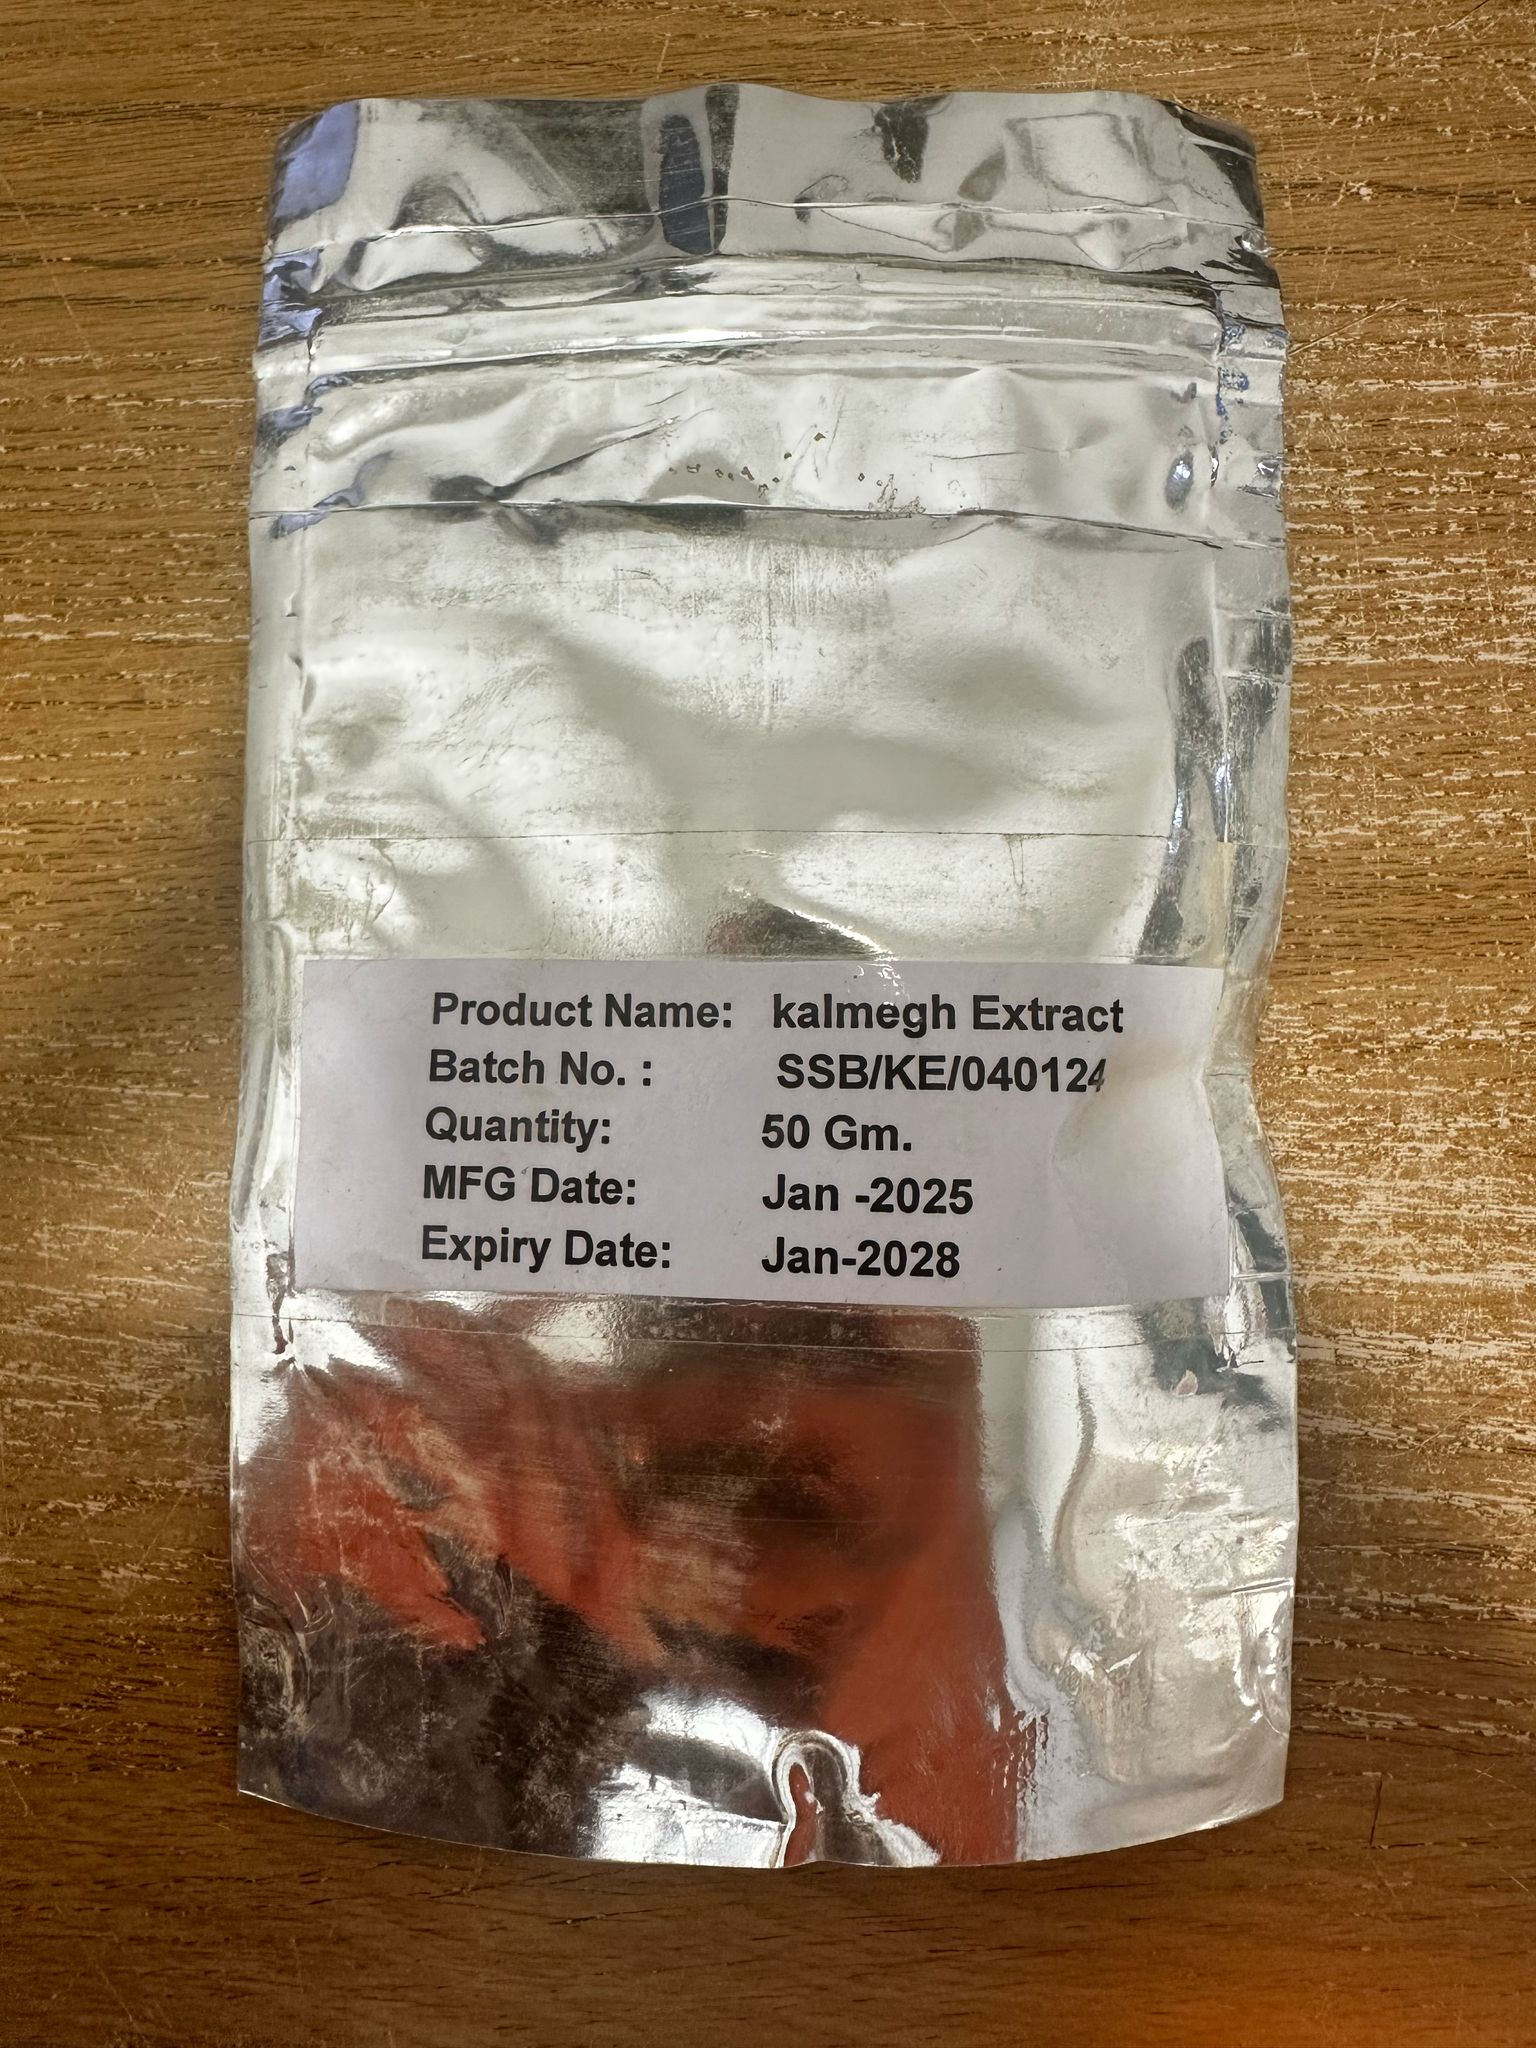 Product Name: kalmegh Extract
Batch No. : SSB/KE/040124
Quantity: 50 Gm.
MFG Date: Jan -2025
Expiry Date: Jan-2028